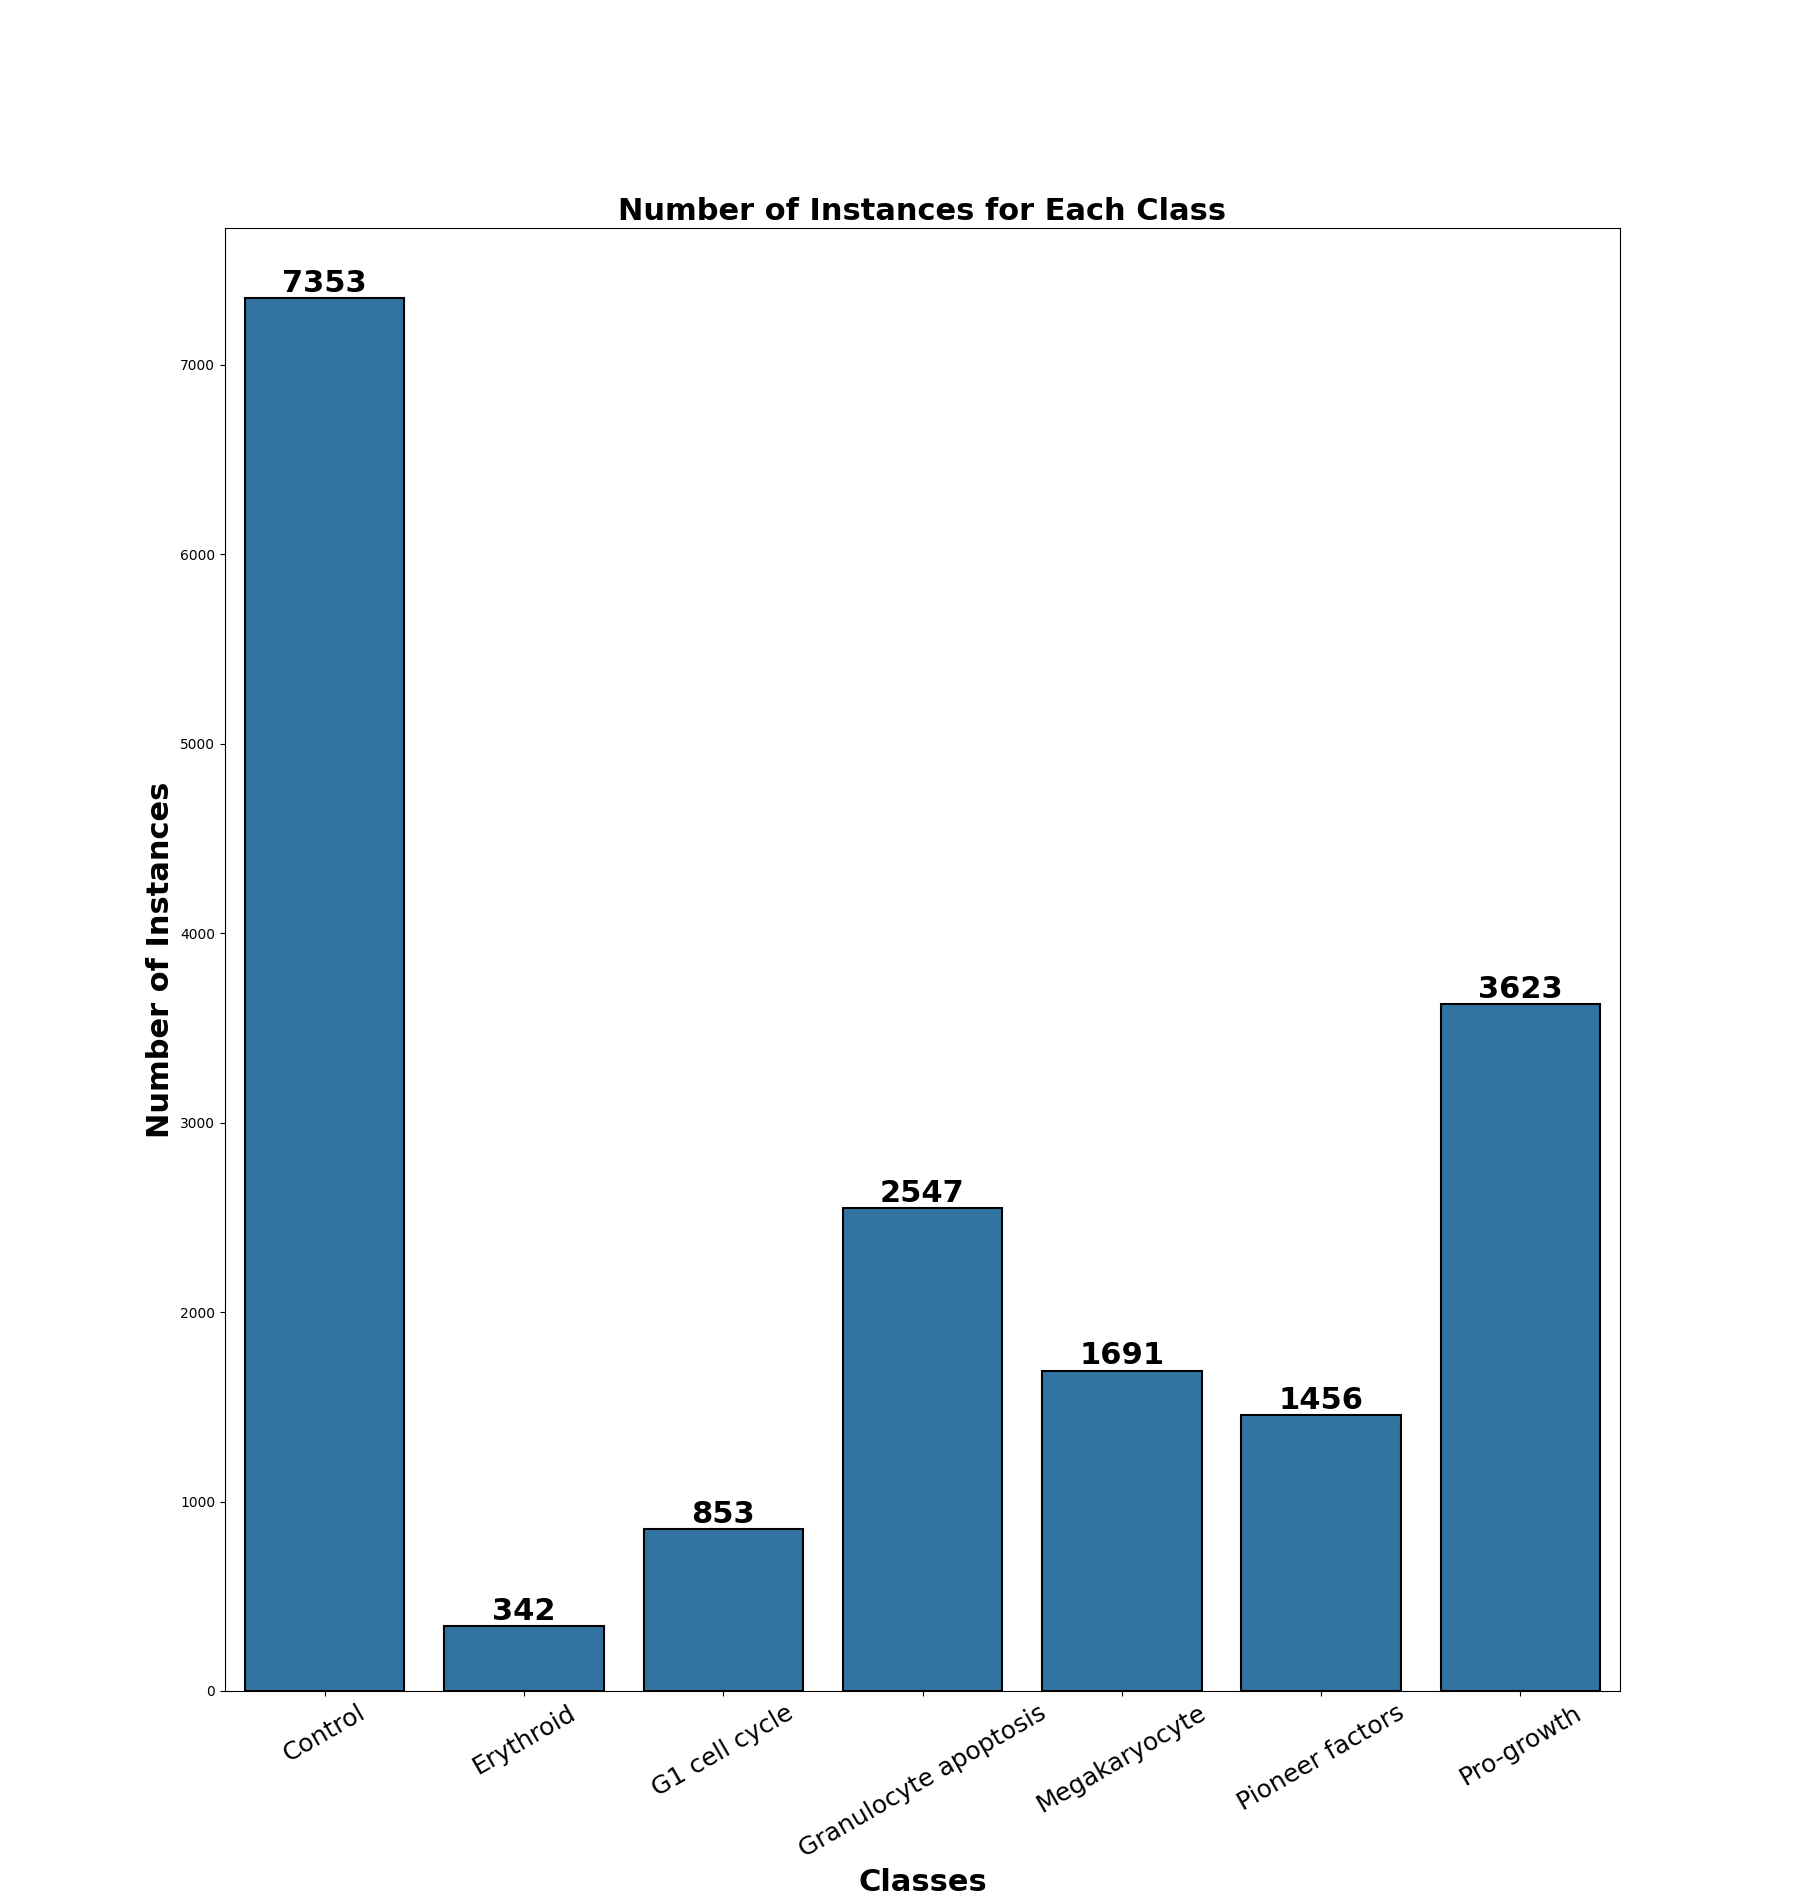 Number of Instances for Each Class
7353
7000
6000
5000
4000
3623
3000
2547
2000
1691
1456
1000
853
342
0
Number of Instances
Control
Erythroid
G1 cell cycle
Granulocyte apoptosis
Megakaryocyte
Pioneer factors
Pro-growth
Classes